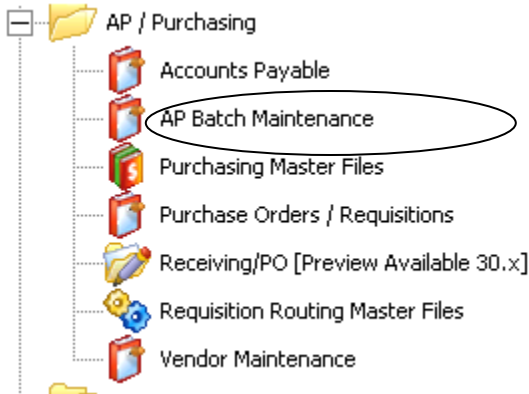 AP / Purchasing
Accounts Payable
AP Batch Maintenance
Purchasing Master Files
Purchase Orders / Requisitions
Receiving/PO [Preview Available 30.x]
Requisition Routing Master Files
Vendor Maintenance